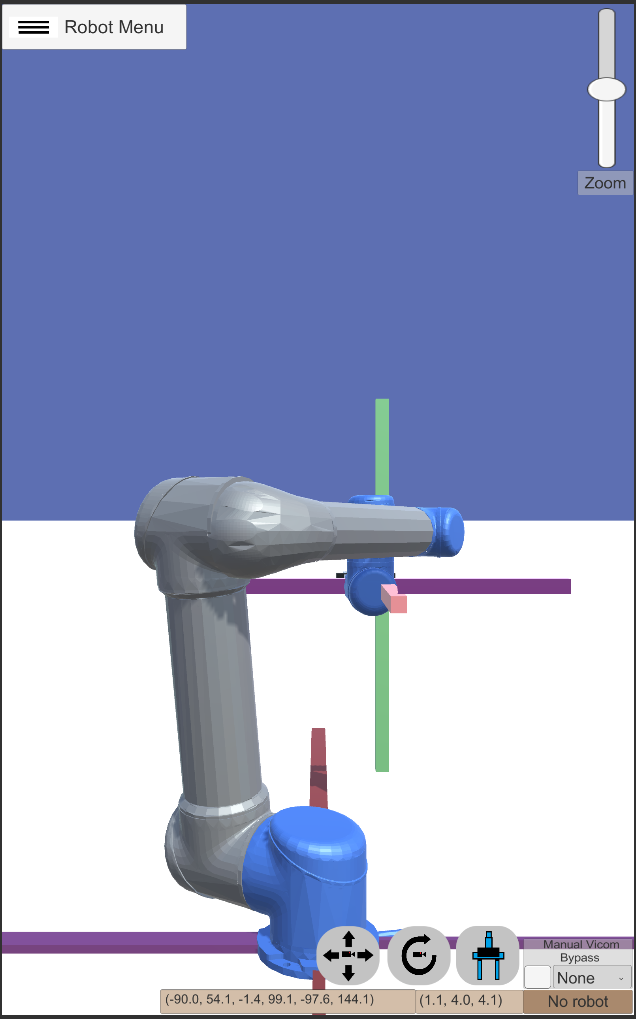 Robot Menu
Zoom
Manual Vicom
Bypass
None
(-90.0, 54.1, -1.4, 99.1, -97.6, 144.1)
(1.1, 4.0, 4.1)
No robot